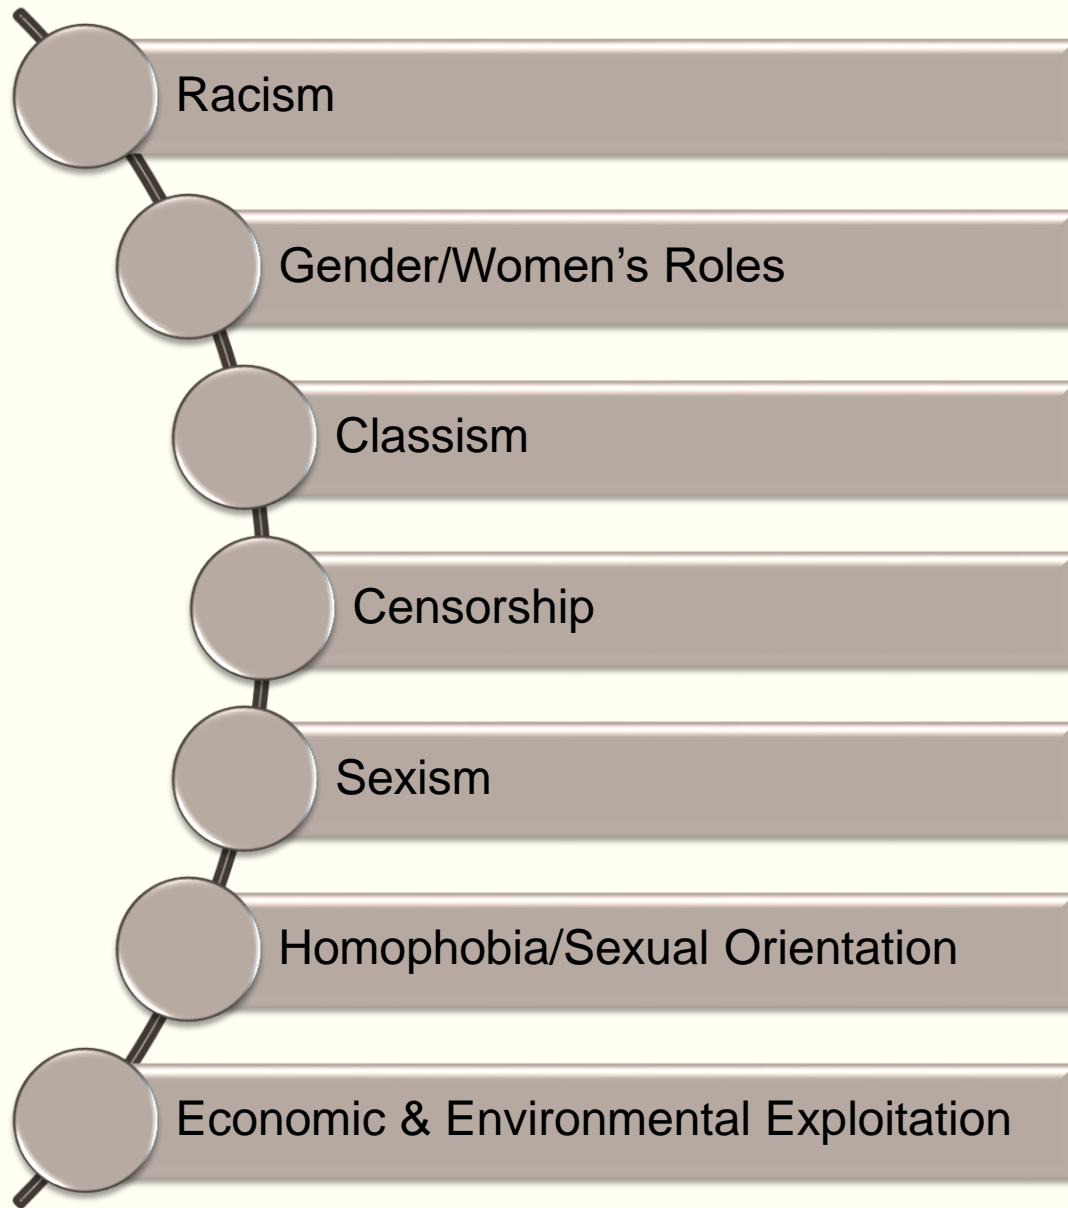 Racism
Gender/Women’s Roles
Classism
Censorship
Sexism
Homophobia/Sexual Orientation
Economic & Environmental Exploitation